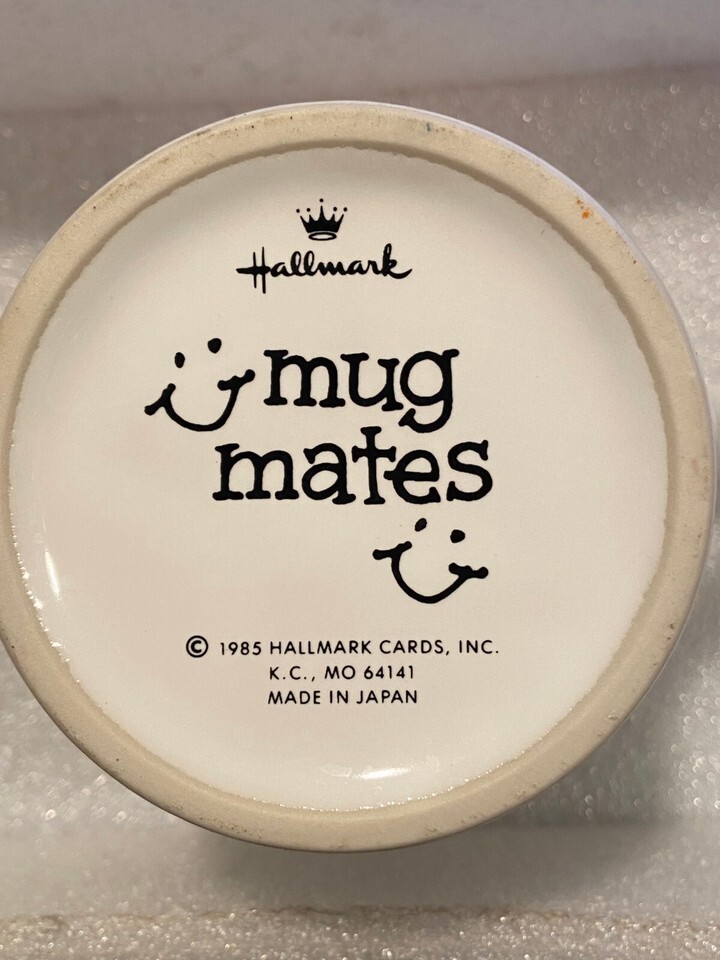 Hallmark
mug
mates
© 1985 HALLMARK CARDS, INC.
K.C., MO 64141
MADE IN JAPAN